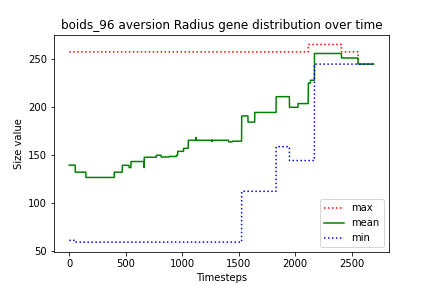 boids_96 aversion Radius gene distribution over time
Size value
250
200
150
100
50
max
mean
min
0
500
1000
1500
2000
2500
Timesteps